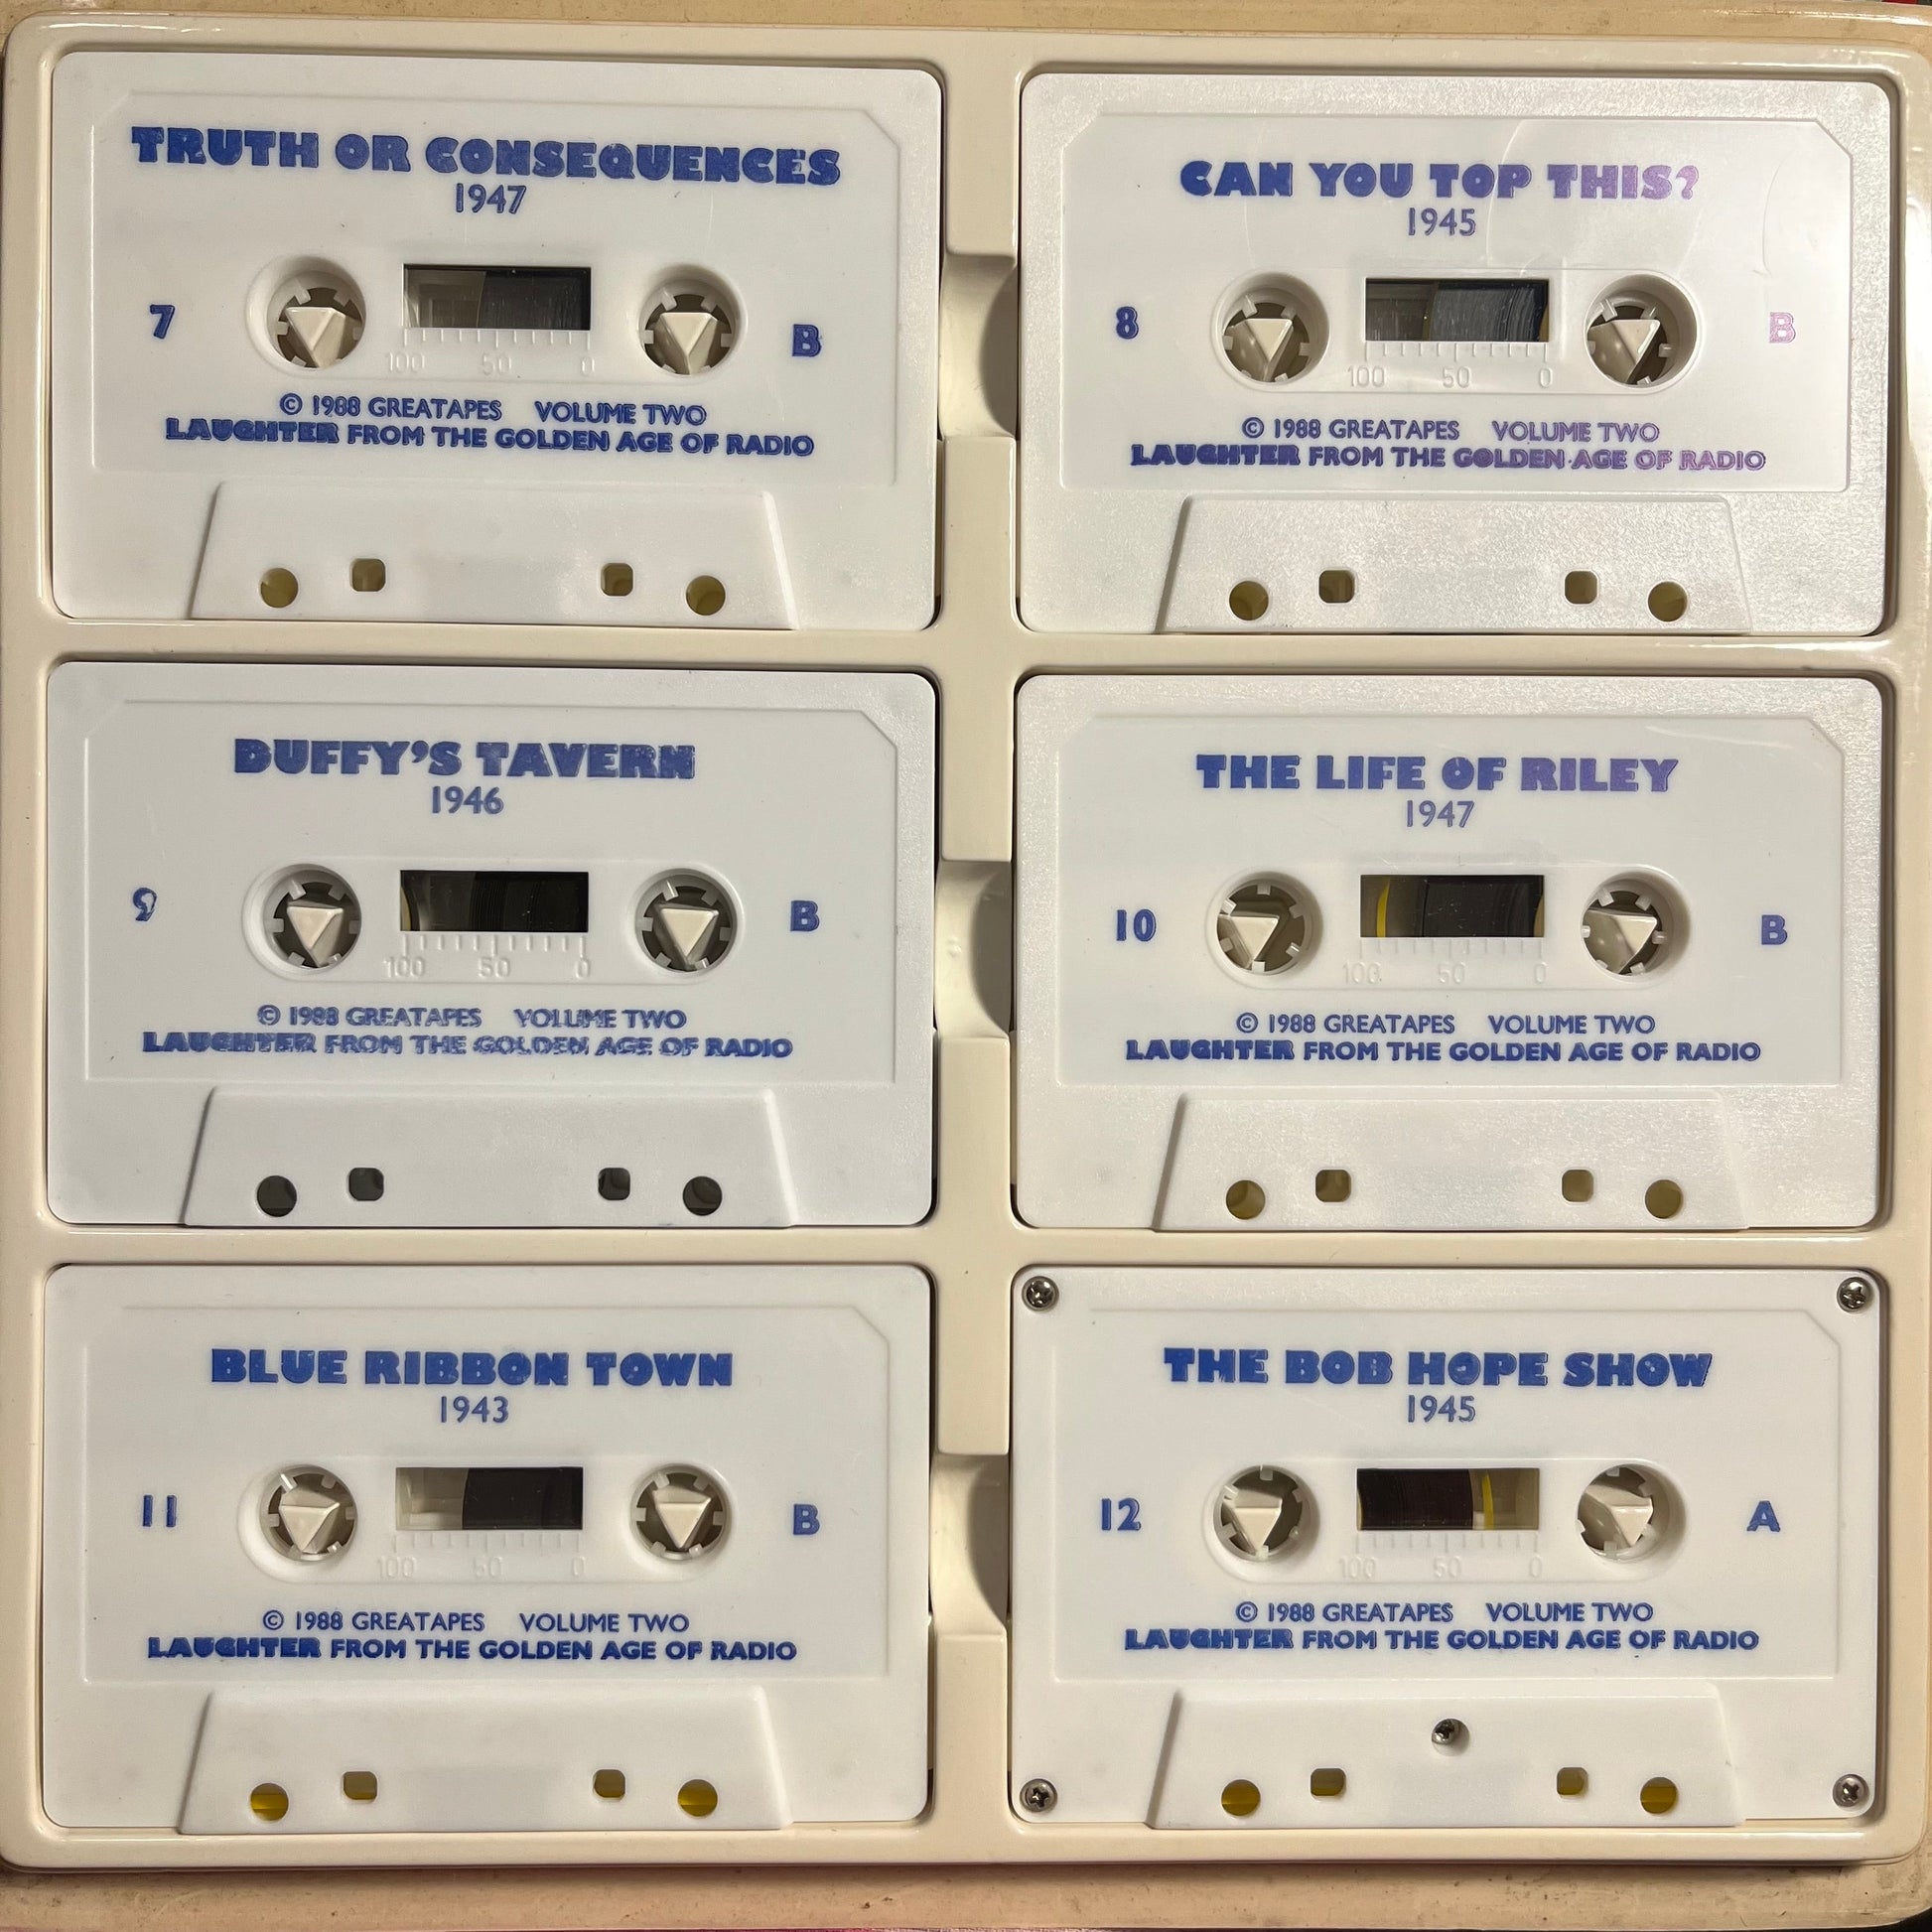 TRUTH OR CONSEQUENCES
1947
7 B
100 50 0
© 1988 GREATAPES VOLUME TWO
LAUGHTER FROM THE GOLDEN AGE OF RADIO
CAN YOU TOP THIS?
1945
8 B
100 50 0
© 1988 GREATAPES VOLUME TWO
LAUGHTER FROM THE GOLDEN AGE OF RADIO
DUFFY'S TAVERN
1946
9 B
100 50 0
© 1988 GREATAPES VOLUME TWO
LAUGHTER FROM THE GOLDEN AGE OF RADIO
THE LIFE OF RILEY
1947
10 B
100 50 0
© 1988 GREATAPES VOLUME TWO
LAUGHTER FROM THE GOLDEN AGE OF RADIO
BLUE RIBBON TOWN
1943
11 B
100 50 0
© 1988 GREATAPES VOLUME TWO
LAUGHTER FROM THE GOLDEN AGE OF RADIO
THE BOB HOPE SHOW
1945
12 A
100 50 0
© 1988 GREATAPES VOLUME TWO
LAUGHTER FROM THE GOLDEN AGE OF RADIO